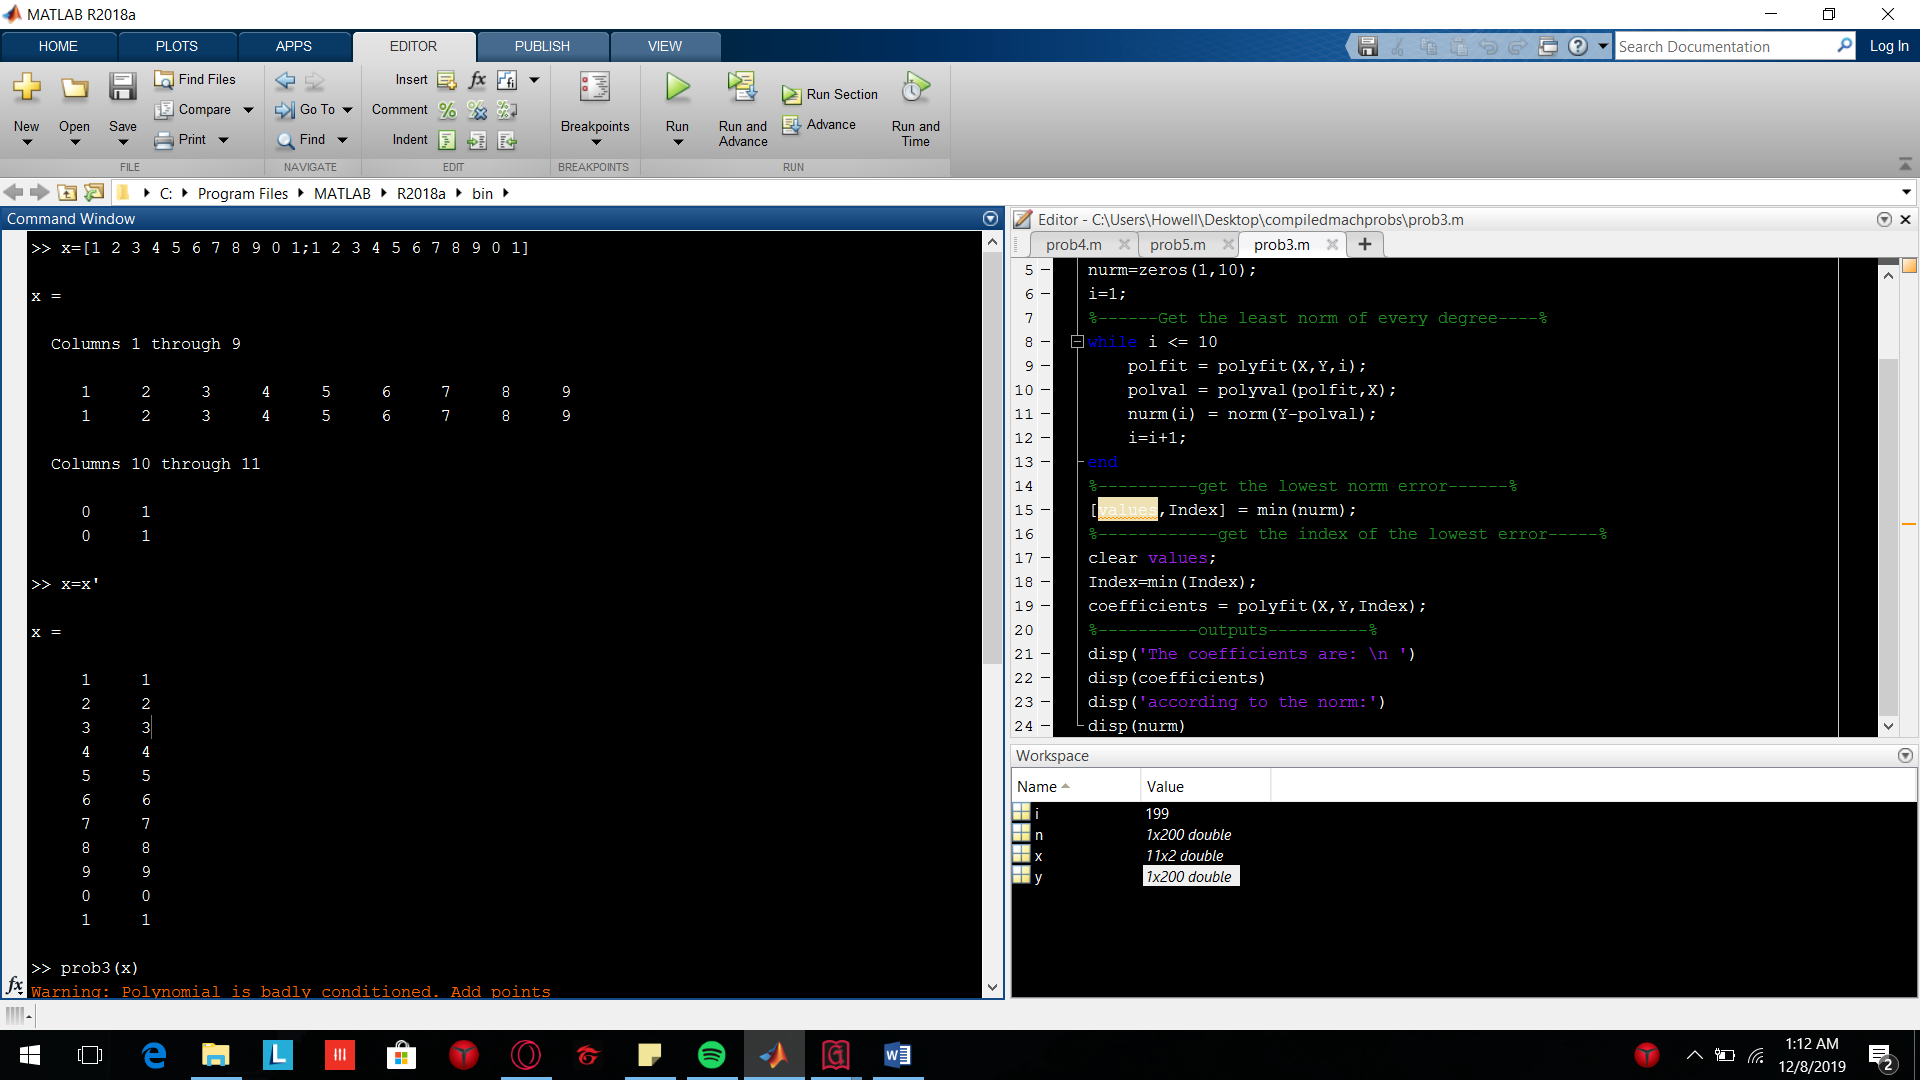 MATLAB R2018a
HOME PLOTS APPS EDITOR PUBLISH VIEW
Search Documentation
Log In
New Open Save
Find Files
Compare
Print
FILE
Go To
Find
NAVIGATE
Insert
Comment
Indent
EDIT
Breakpoints
BREAKPOINTS
Run
Run and Advance
Run Section
Advance
Run and Time
RUN
C: Program Files MATLAB R2018a bin
Command Window
>> x=[1 2 3 4 5 6 7 8 9 0 1;1 2 3 4 5 6 7 8 9 0 1]
x =
Columns 1 through 9
1 2 3 4 5 6 7 8 9
1 2 3 4 5 6 7 8 9
Columns 10 through 11
0 1
0 1
>> x=x'
x =
1 1
2 2
3 3
4 4
5 5
6 6
7 7
8 8
9 9
0 0
1 1
>> prob3(x)
Warning: Polynomial is badly conditioned. Add points
fx
Editor - C:\Users\Howell\Desktop\compiledmachprobs\prob3.m
prob4.m prob5.m prob3.m
5 – nurm=zeros(1,10);
6 – i=1;
7 %------Get the least norm of every degree----%
8 – while i <= 10
9 – polfit = polyfit(X,Y,i);
10 – polval = polyval(polfit,X);
11 – nurm(i) = norm(Y-polval);
12 – i=i+1;
13 – end
14 %----------get the lowest norm error------%
15 – [values,Index] = min(nurm);
16 %------------get the index of the lowest error-----%
17 – clear values;
18 – Index=min(Index);
19 – coefficients = polyfit(X,Y,Index);
20 %----------outputs----------%
21 – disp('The coefficients are: \n ')
22 – disp(coefficients)
23 – disp('according to the norm:')
24 – disp(nurm)
Workspace
Name Value
i 199
n 1x200 double
x 11x2 double
y 1x200 double
1:12 AM
12/8/2019
2